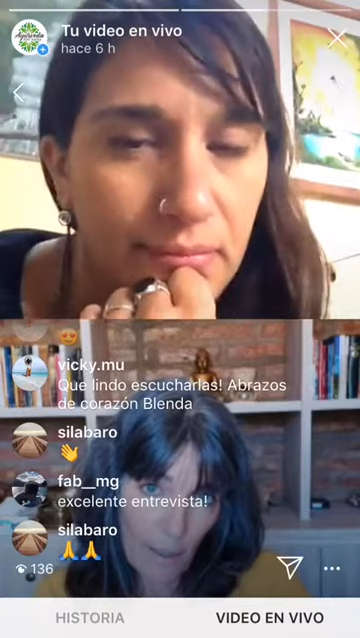 Ayurveda
Tu video en vivo
hace 6 h
vicky.mu
Que lindo escucharlas! Abrazos
de corazón Blenda
silabaro
👋
fab__mg
excelente entrevista!
silabaro
🙏🙏
136
HISTORIA
VIDEO EN VIVO